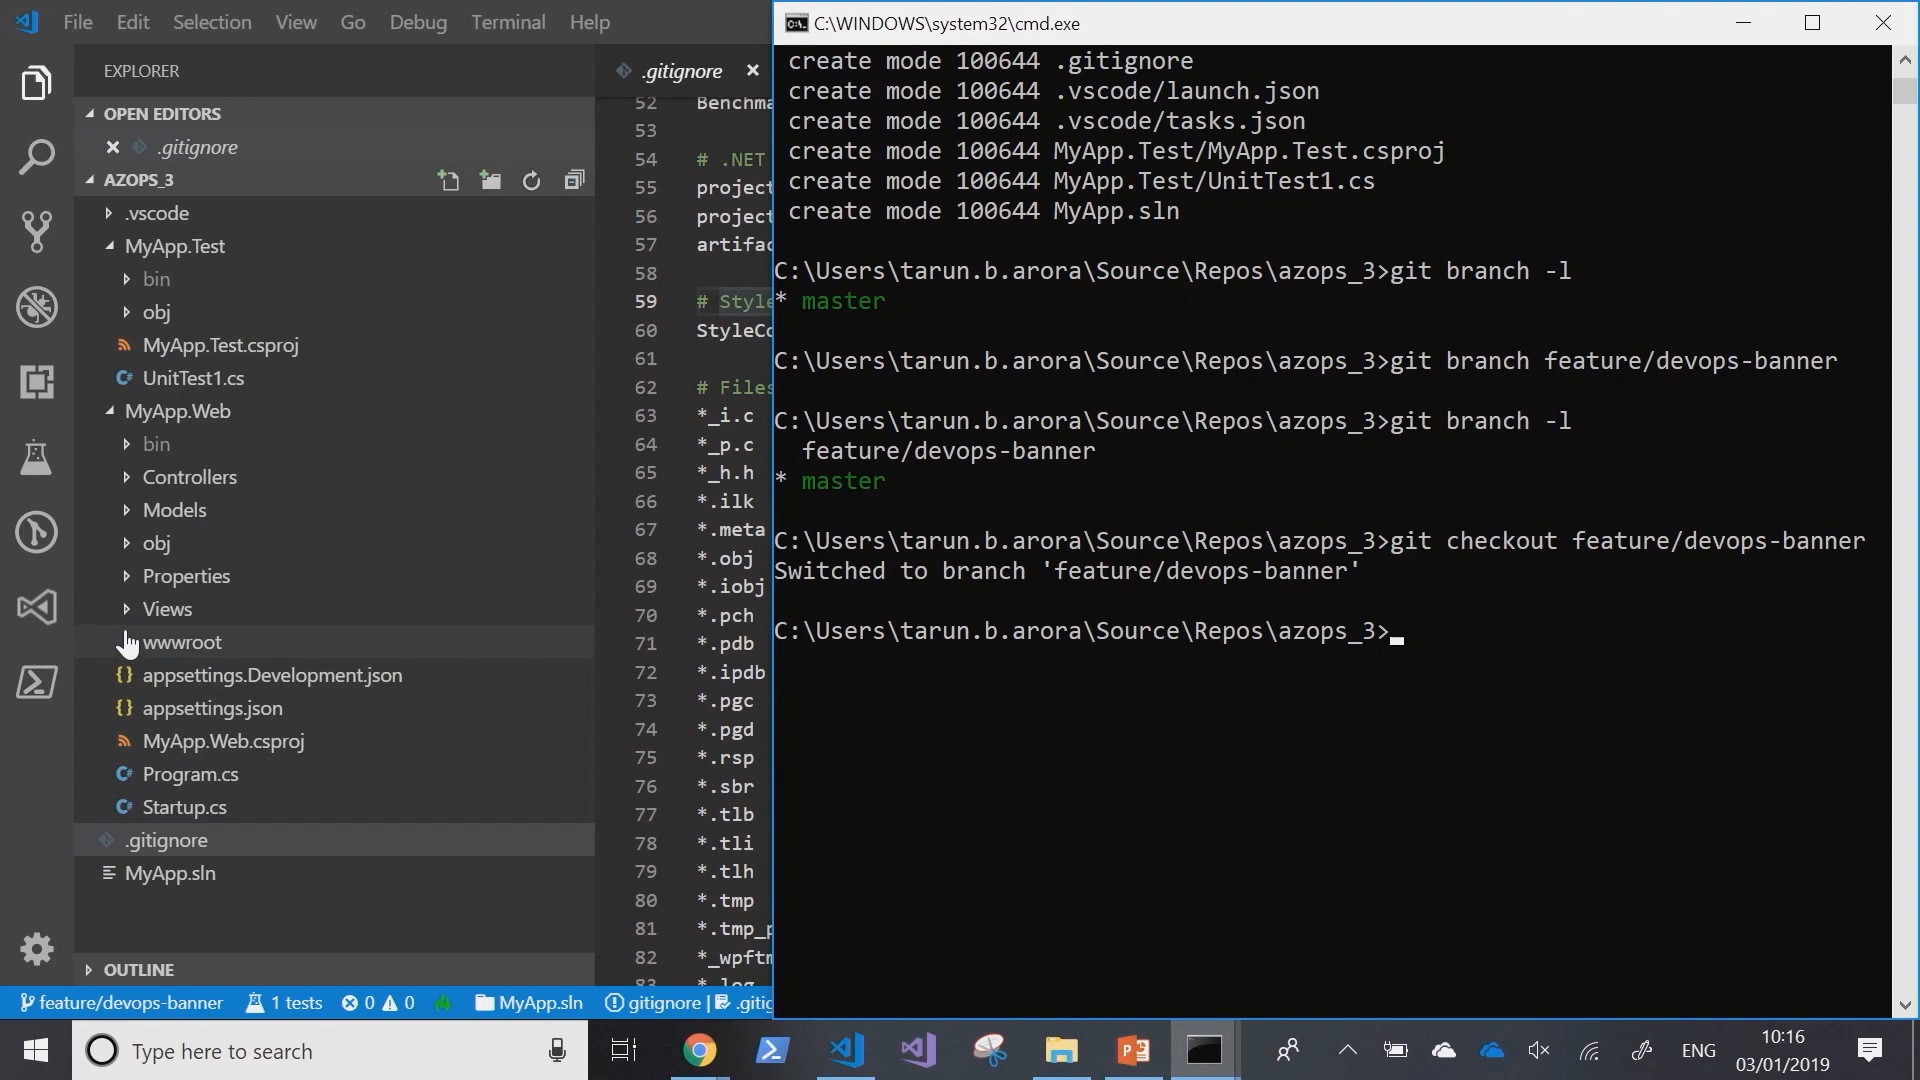 File Edit Selection View Go Debug Terminal Help
EXPLORER
OPEN EDITORS
.gitignore
AZOPS_3
.vscode
MyApp.Test
bin
obj
MyApp.Test.csproj
UnitTest1.cs
MyApp.Web
bin
Controllers
Models
obj
Properties
Views
wwwroot
{} appsettings.Development.json
{} appsettings.json
MyApp.Web.csproj
C# Program.cs
C# Startup.cs
.gitignore
MyApp.sln
OUTLINE
.gitignore
52 Benchma
53
54 # .NET
55 project
56 project
57 artifac
58
59 # Style
60 StyleCo
61
62 # Files
63 *_i.c
64 *_p.c
65 *_h.h
66 *.ilk
67 *.meta
68 *.obj
69 *.iobj
70 *.pch
71 *.pdb
72 *.ipdb
73 *.pgc
74 *.pgd
75 *.rsp
76 *.sbr
77 *.tlb
78 *.tli
79 *.tlh
80 *.tmp
81 *.tmp_p
82 *_wpftm
83 *.log
C:\WINDOWS\system32\cmd.exe
create mode 100644 .gitignore
create mode 100644 .vscode/launch.json
create mode 100644 .vscode/tasks.json
create mode 100644 MyApp.Test/MyApp.Test.csproj
create mode 100644 MyApp.Test/UnitTest1.cs
create mode 100644 MyApp.sln
C:\Users\tarun.b.arora\Source\Repos\azops_3>git branch -l
* master
C:\Users\tarun.b.arora\Source\Repos\azops_3>git branch feature/devops-banner
C:\Users\tarun.b.arora\Source\Repos\azops_3>git branch -l
feature/devops-banner
* master
C:\Users\tarun.b.arora\Source\Repos\azops_3>git checkout feature/devops-banner
Switched to branch 'feature/devops-banner'
C:\Users\tarun.b.arora\Source\Repos\azops_3>
feature/devops-banner 1 tests 0 0 MyApp.sln gitignore | .gitig
Type here to search
ENG
10:16
03/01/2019